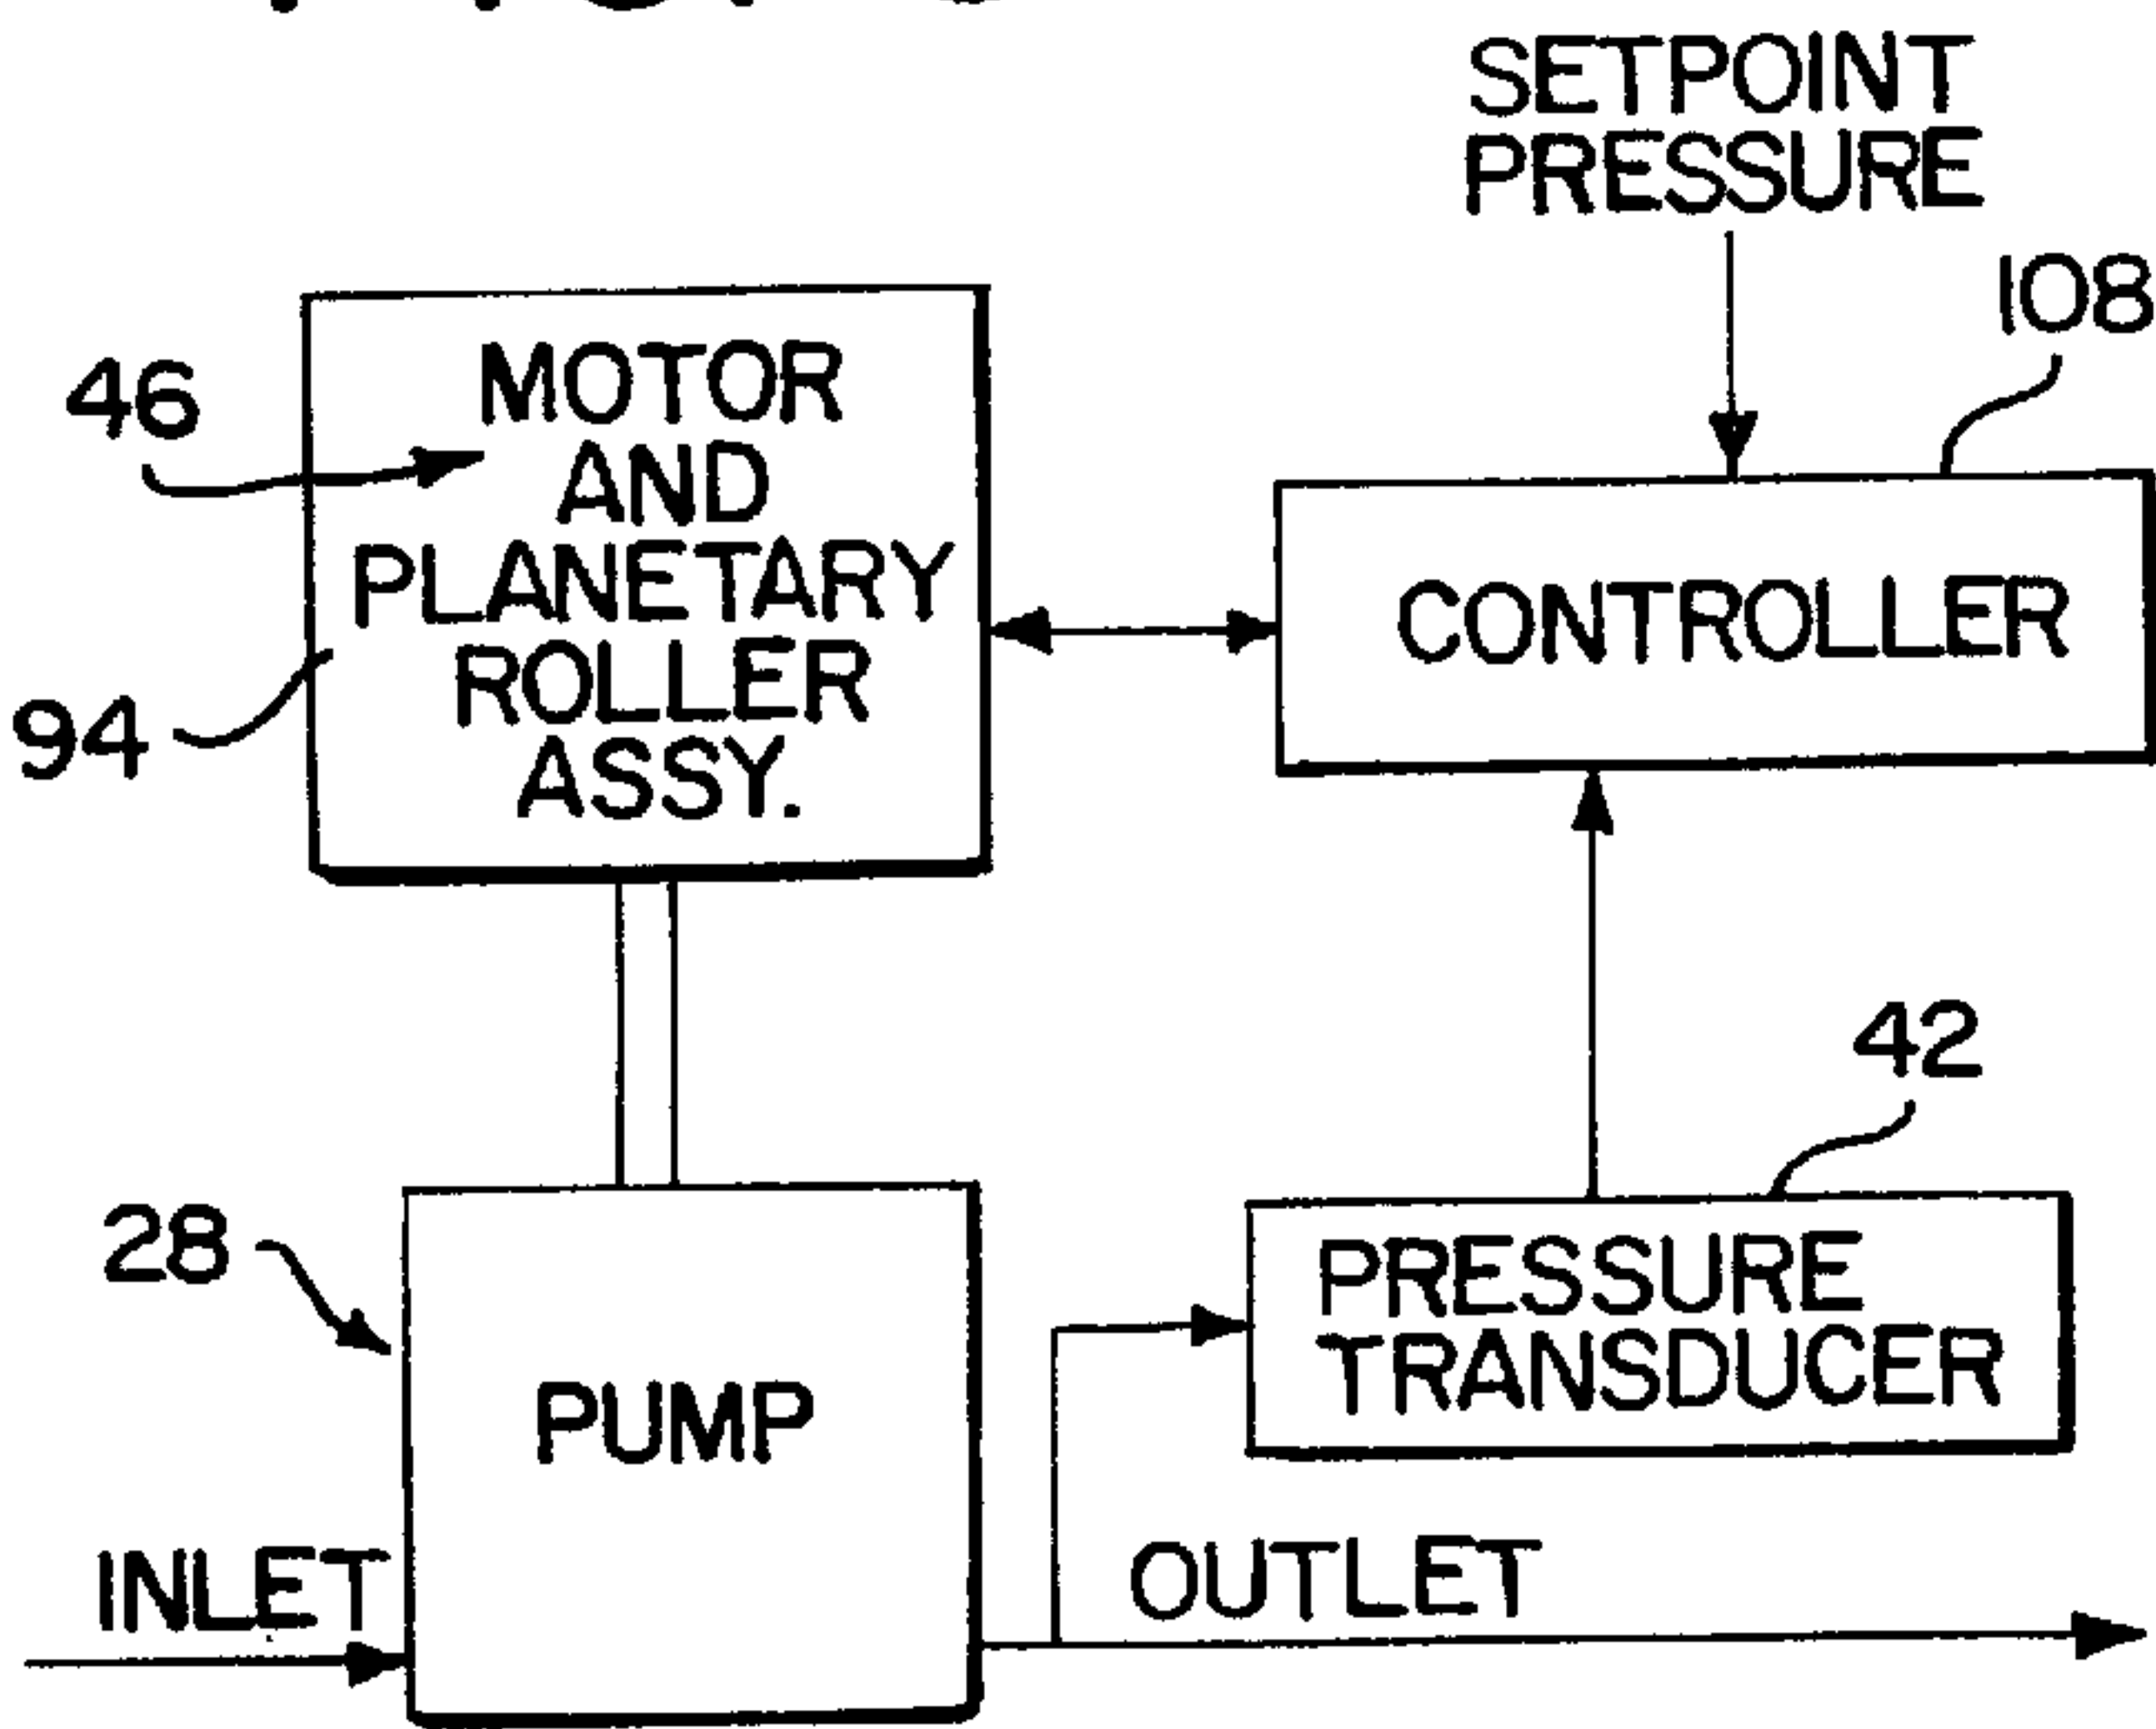 SETPOINT
PRESSURE
108
46
MOTOR
AND
PLANETARY
ROLLER
ASSY.
94
CONTROLLER
42
28
PUMP
PRESSURE
TRANSDUCER
INLET
OUTLET